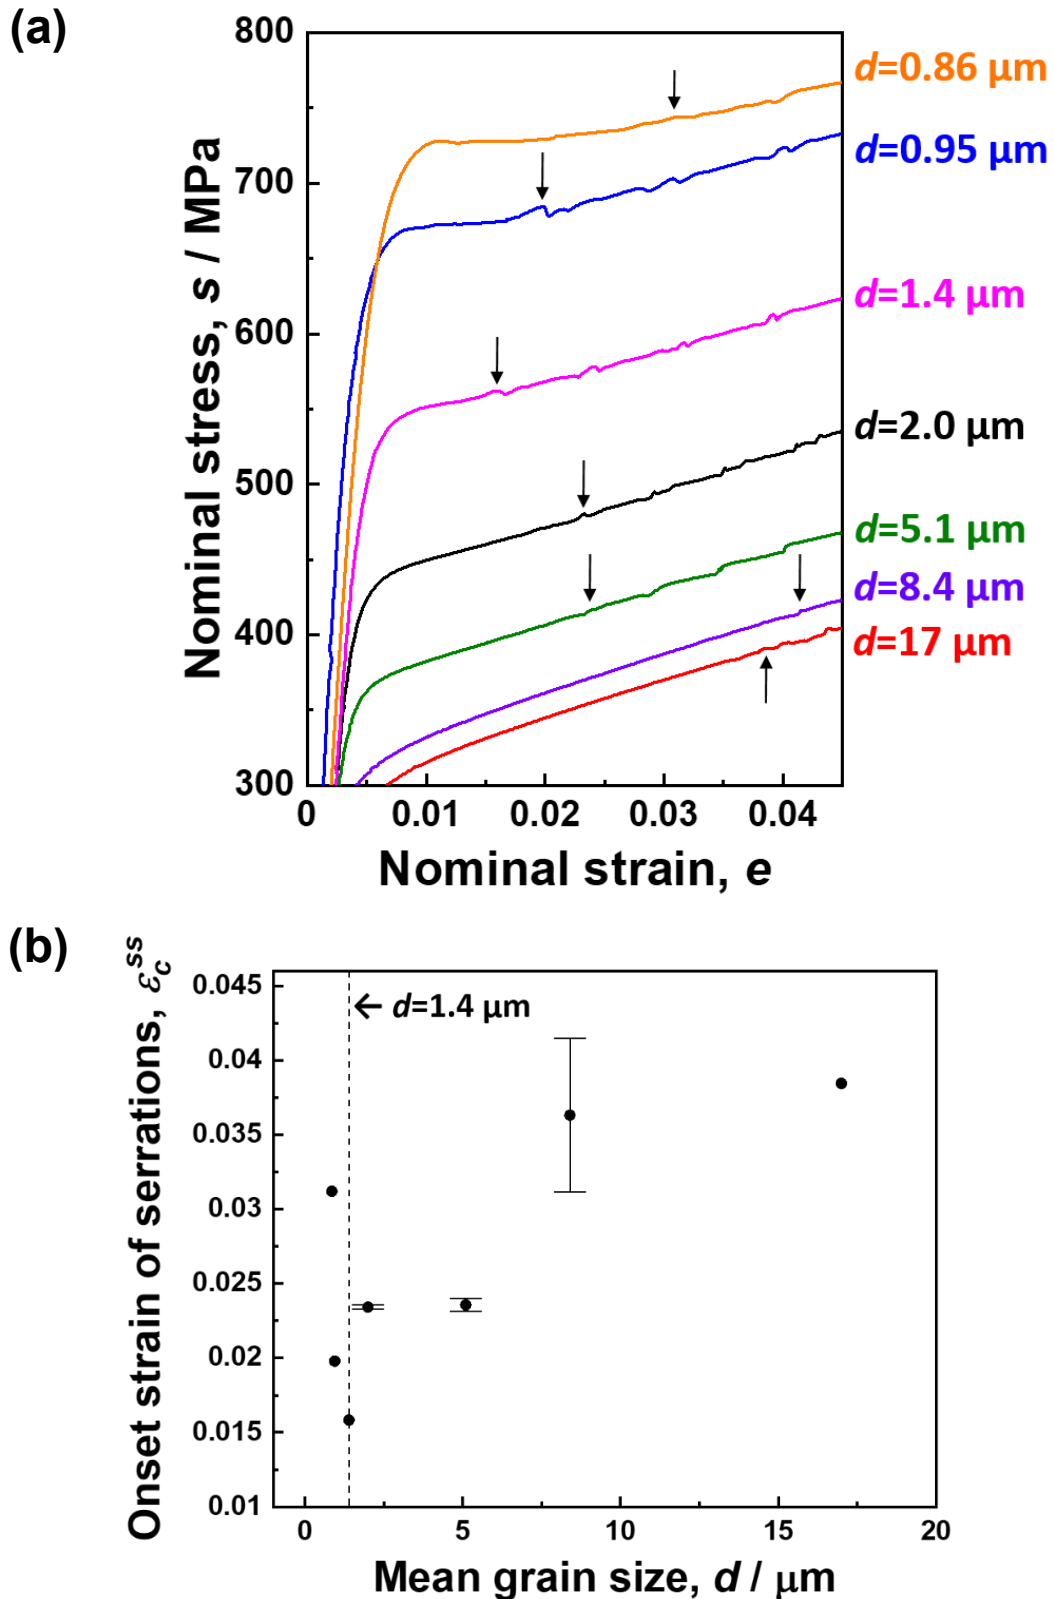 (a)
800
700
600
500
400
300
Nominal stress, s / MPa
d=0.86 μm
d=0.95 μm
d=1.4 μm
d=2.0 μm
d=5.1 μm
d=8.4 μm
d=17 μm
0 0.01 0.02 0.03 0.04
Nominal strain, e
(b)
Onset strain of serrations, ε_c^ss
0.045
0.04
0.035
0.03
0.025
0.02
0.015
0.01
← d=1.4 μm
0 5 10 15 20
Mean grain size, d / μm